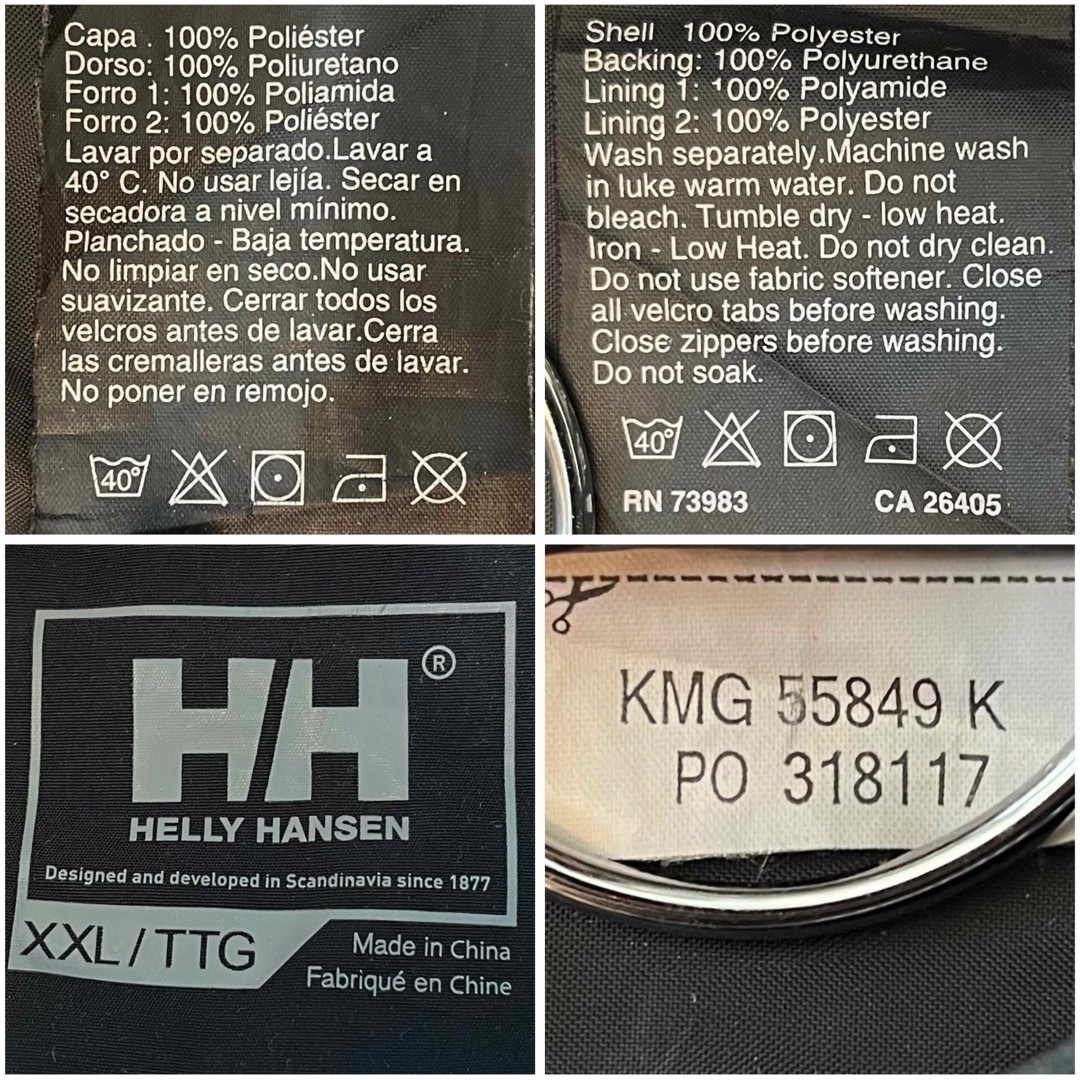 Capa . 100% Poliéster
Dorso: 100% Poliuretano
Forro 1: 100% Poliamida
Forro 2: 100% Poliéster
Lavar por separado.Lavar a
40° C. No usar lejía. Secar en
secadora a nivel mínimo.
Planchado - Baja temperatura.
No limpiar en seco.No usar
suavizante. Cerrar todos los
velcros antes de lavar.Cerra
las cremalleras antes de lavar.
No poner en remojo.
40°
Shell 100% Polyester
Backing: 100% Polyurethane
Lining 1: 100% Polyamide
Lining 2: 100% Polyester
Wash separately.Machine wash
in luke warm water. Do not
bleach. Tumble dry - low heat.
Iron - Low Heat. Do not dry clean.
Do not use fabric softener. Close
all velcro tabs before washing.
Close zippers before washing.
Do not soak.
40°
RN 73983 CA 26405
H/H ®
HELLY HANSEN
Designed and developed in Scandinavia since 1877
XXL/TTG
Made in China
Fabriqué en Chine
KMG 55849 K
PO 318117